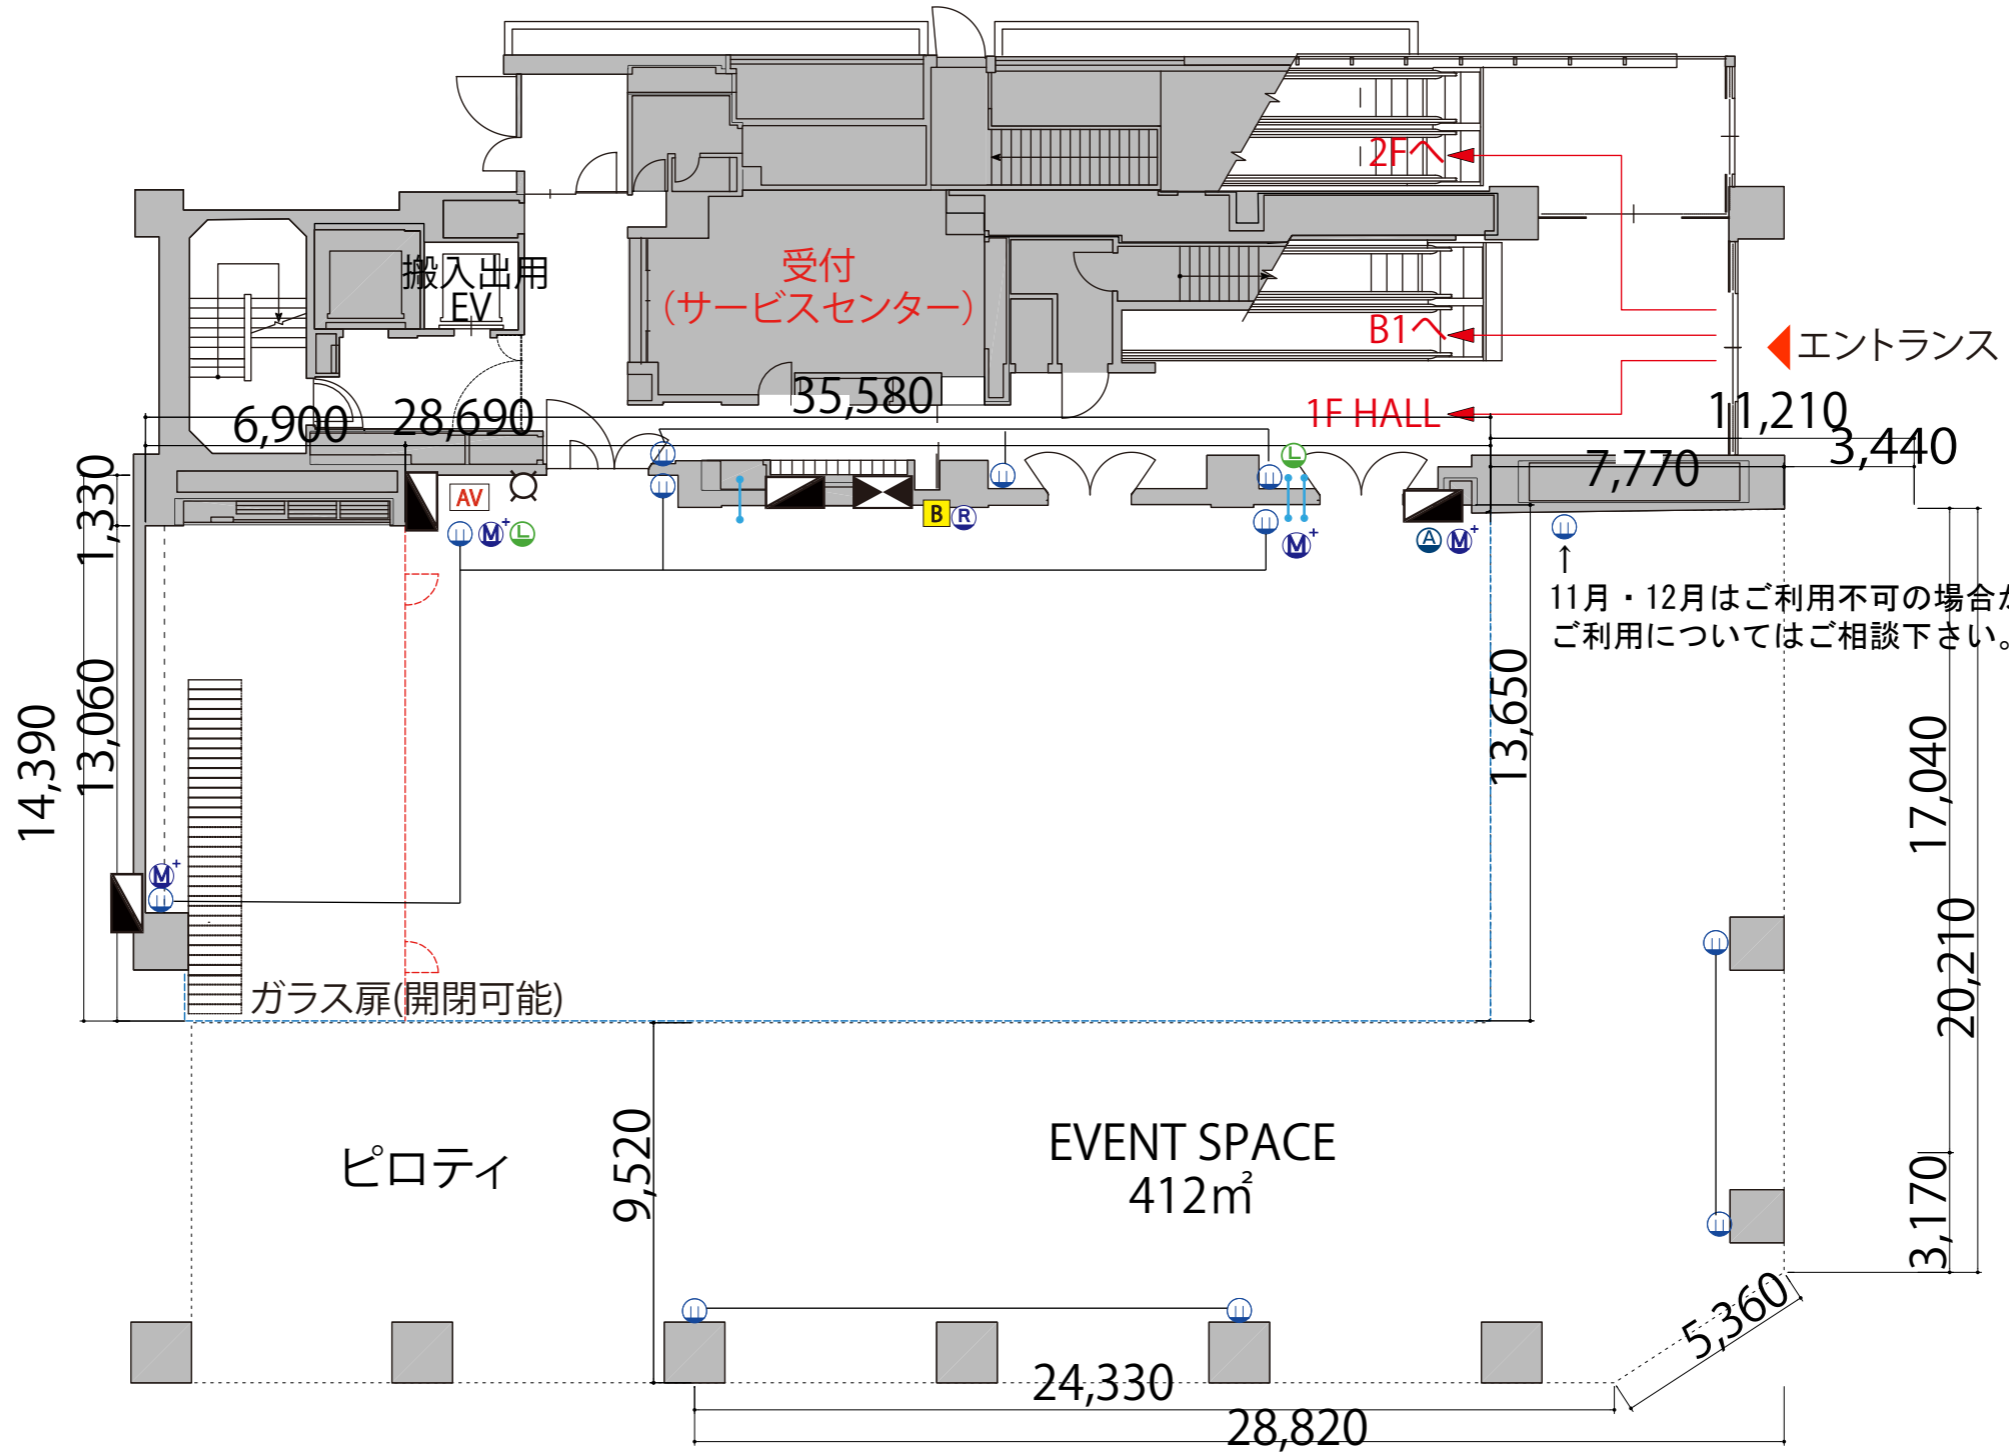 2Fへ
搬入出用
EV
受付
(サービスセンター)
B1へ
エントランス
1F HALL
35,580
6,900
28,690
11,210
3,440
7,770
1,330
AV
B
R
L
M+
L
M+
A
M+
11月・12月はご利用不可の場合が
ご利用についてはご相談下さい。
13,060
14,390
13,650
17,040
20,210
M+
ガラス扉(開閉可能)
ピロティ
9,520
EVENT SPACE
412㎡
3,170
5,360
24,330
28,820